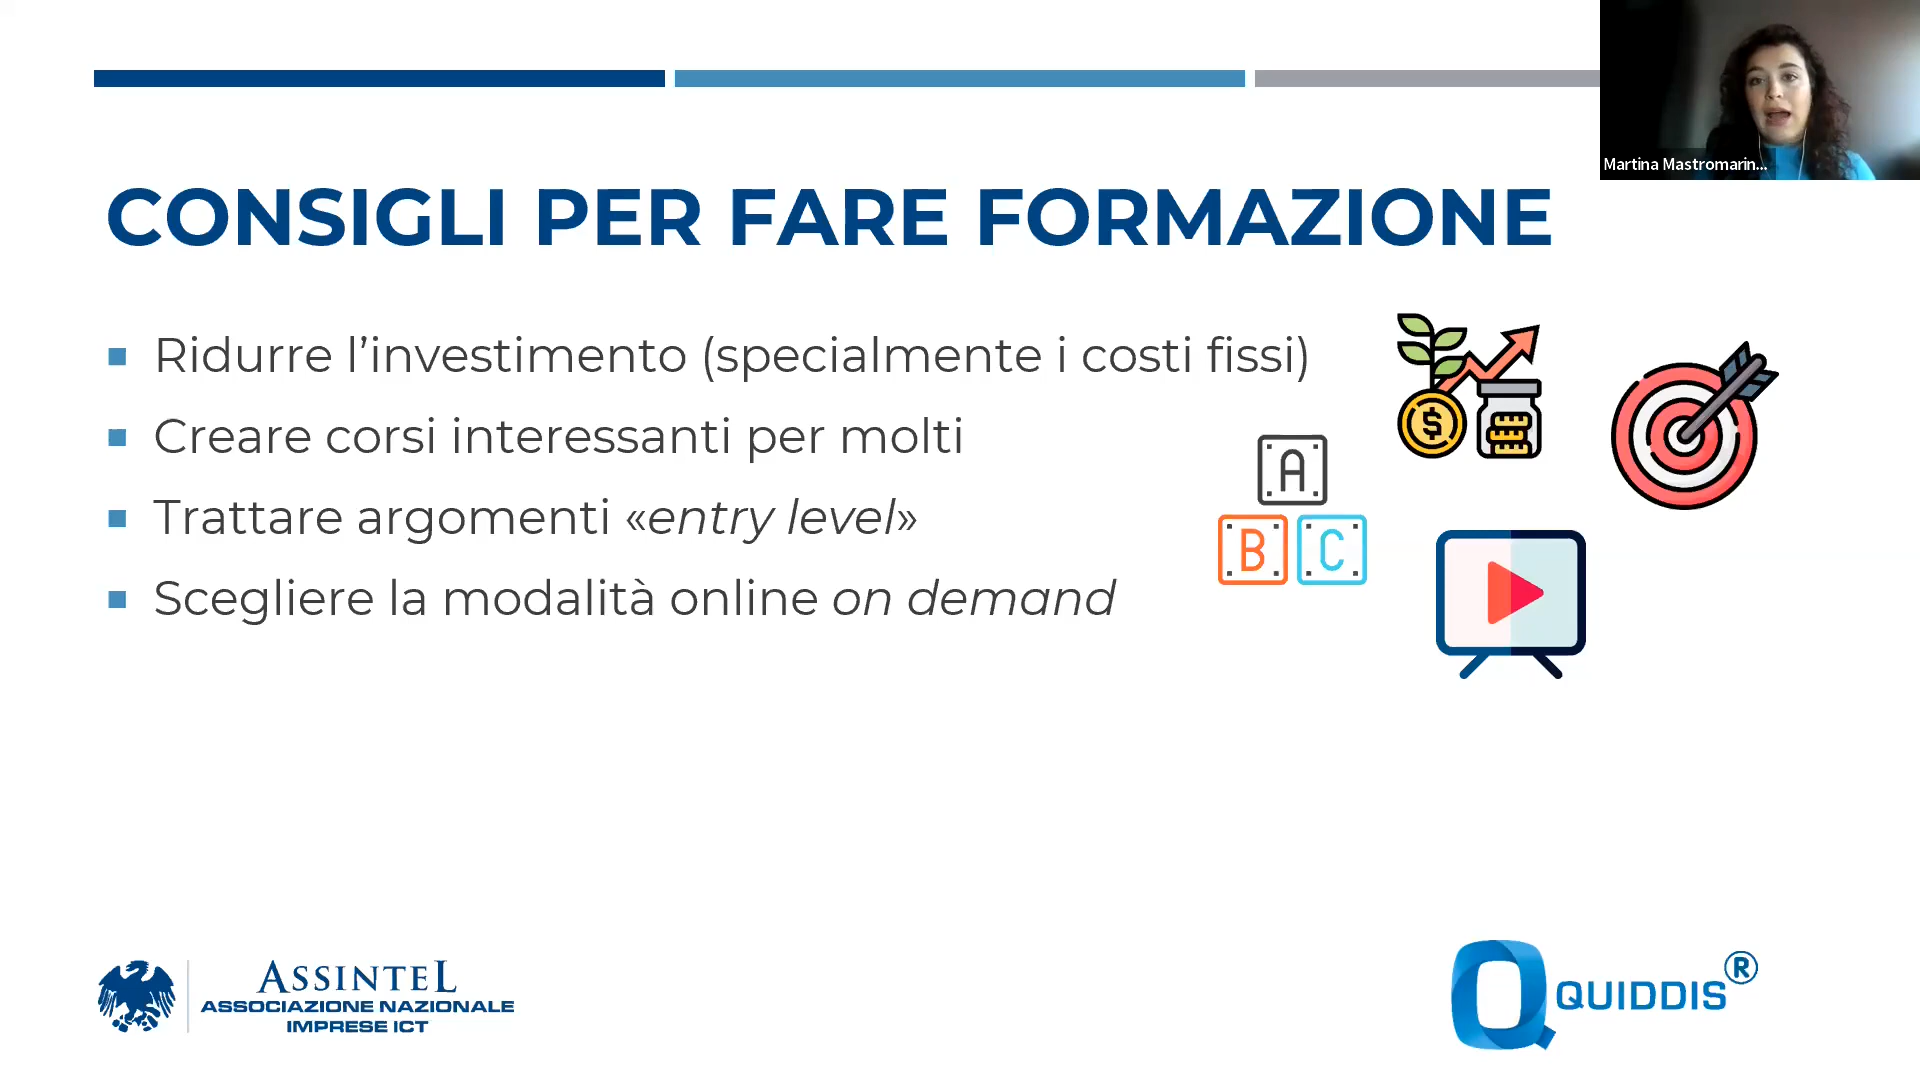 Martina Mastromarin...
CONSIGLI PER FARE FORMAZIONE
Ridurre l’investimento (specialmente i costi fissi)
Creare corsi interessanti per molti
Trattare argomenti «entry level»
Scegliere la modalità online on demand
A
B C
$
ASSINTEL
ASSOCIAZIONE NAZIONALE
IMPRESE ICT
QUIDDIS®